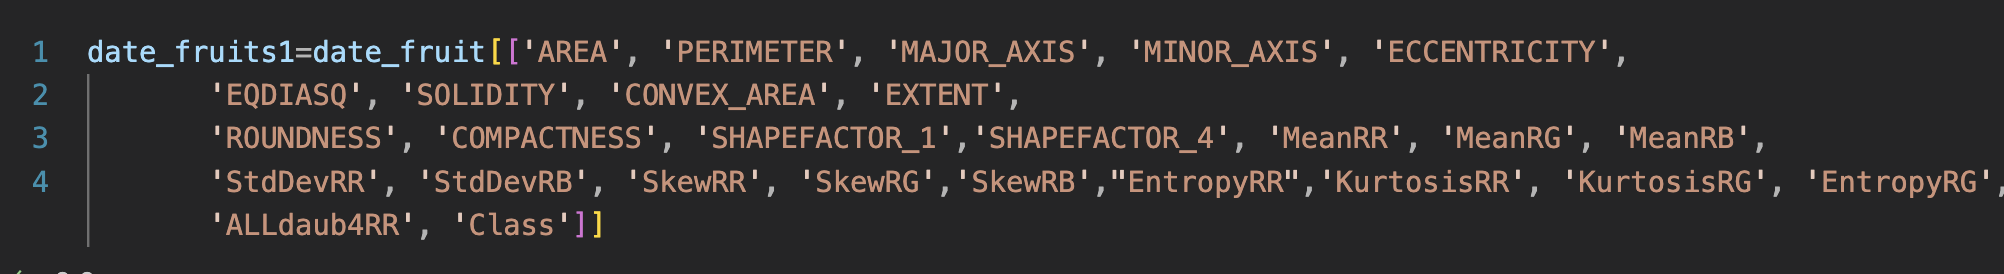 1 date_fruits1=date_fruit[['AREA', 'PERIMETER', 'MAJOR_AXIS', 'MINOR_AXIS', 'ECCENTRICITY',
2 'EQDIASQ', 'SOLIDITY', 'CONVEX_AREA', 'EXTENT',
3 'ROUNDNESS', 'COMPACTNESS', 'SHAPEFACTOR_1','SHAPEFACTOR_4', 'MeanRR', 'MeanRG', 'MeanRB',
4 'StdDevRR', 'StdDevRB', 'SkewRR', 'SkewRG','SkewRB',"EntropyRR",'KurtosisRR', 'KurtosisRG', 'EntropyRG',
'ALLdaub4RR', 'Class']]